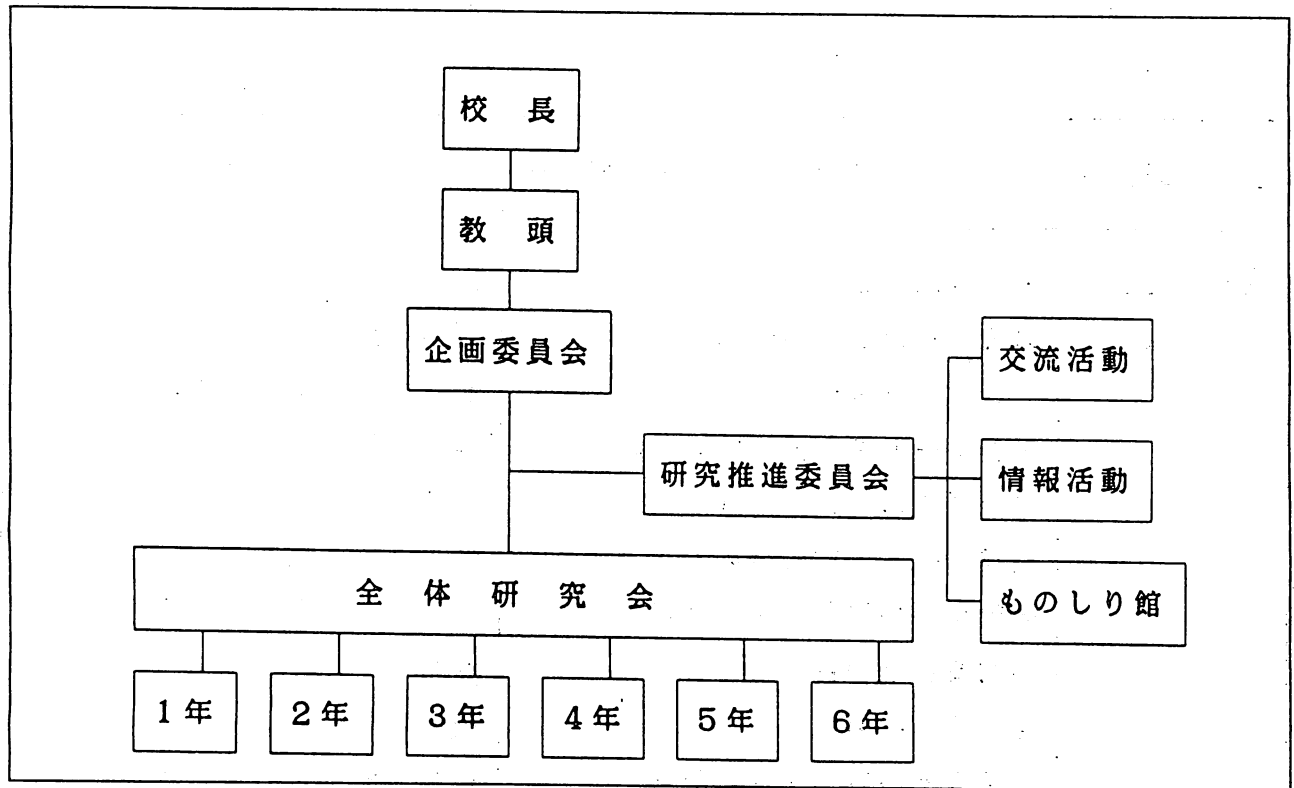 校長
教頭
企画委員会
交流活動
研究推進委員会
情報活動
ものしり館
全体研究会
1年
2年
3年
4年
5年
6年